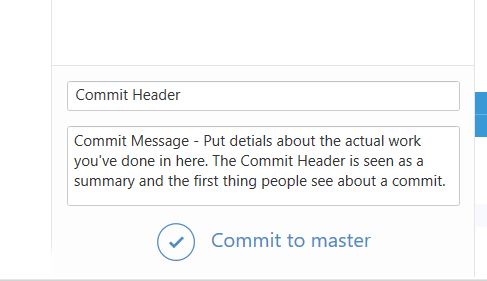 Commit Header
Commit Message - Put detials about the actual work
you've done in here. The Commit Header is seen as a
summary and the first thing people see about a commit.
Commit to master